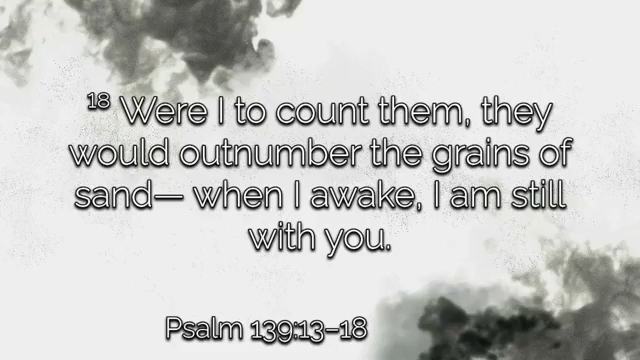 18 Were I to count them, they
would outnumber the grains of
sand— when I awake, I am still
with you.
Psalm 139:13–18